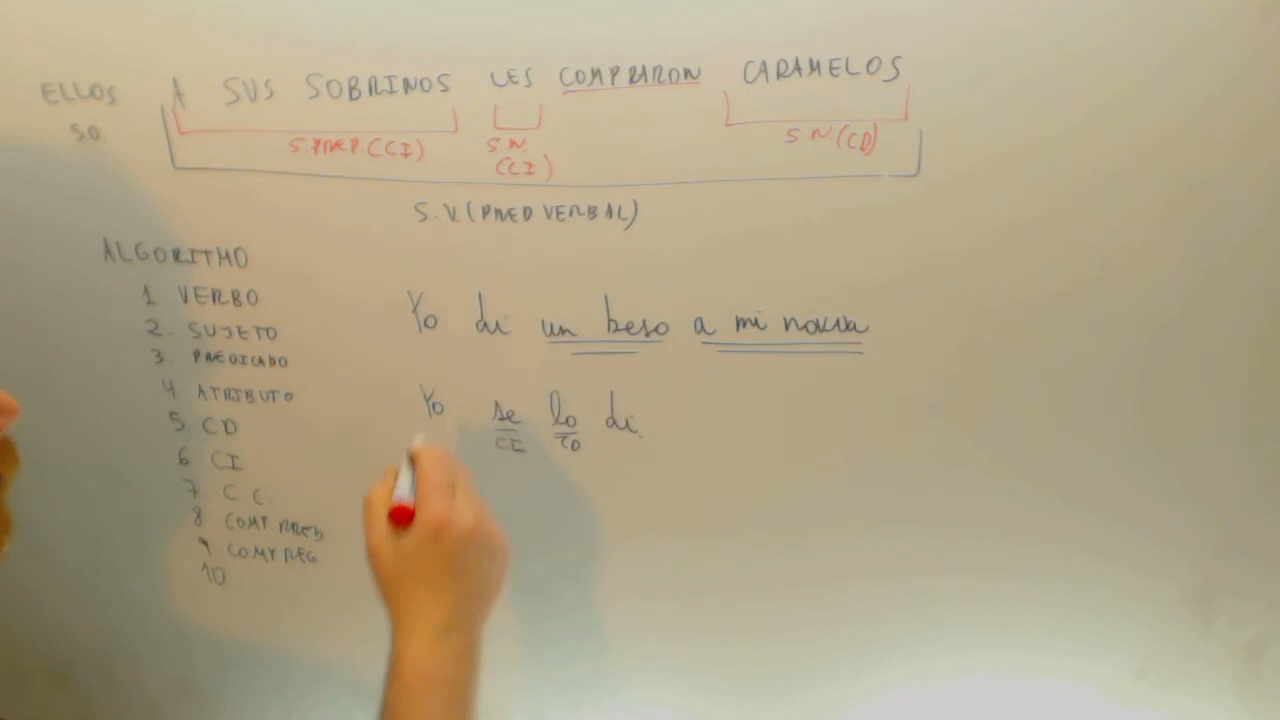 ELLOS A SUS SOBRINOS LES COMPRARON CARAMELOS
SO
S.PREP.(CI) S.N. S.N.(CD)
(CI)
S.V.(PRED VERBAL)
ALGORITMO
1 VERBO
2. SUJETO
3. PREDICADO
4 ATRIBUTO
5 CD
6 CI
7 C C.
8 COMP PRED
9 COMP REG
10
Yo di un beso a mi novia
Yo se lo di.
CI CD